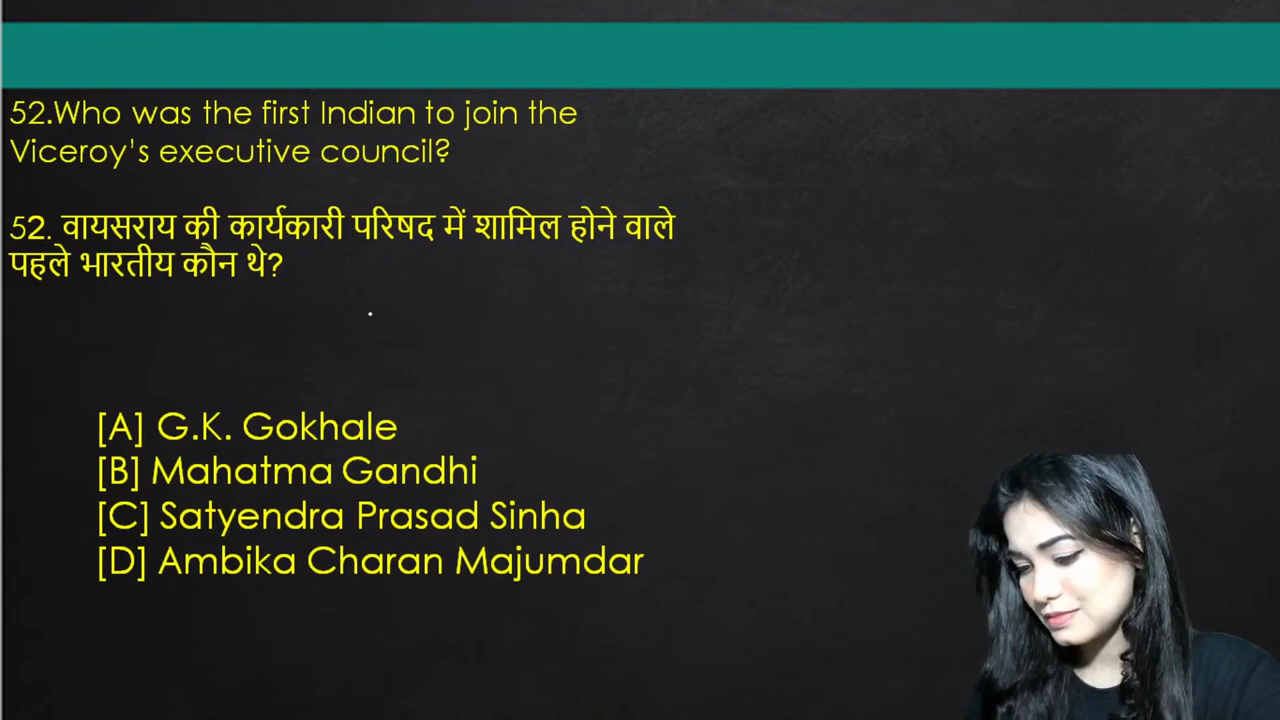 52.Who was the first Indian to join the
Viceroy's executive council?
52. वायसराय की कार्यकारी परिषद में शामिल होने वाले
पहले भारतीय कौन थे?
[A] G.K. Gokhale
[B] Mahatma Gandhi
[C] Satyendra Prasad Sinha
[D] Ambika Charan Majumdar